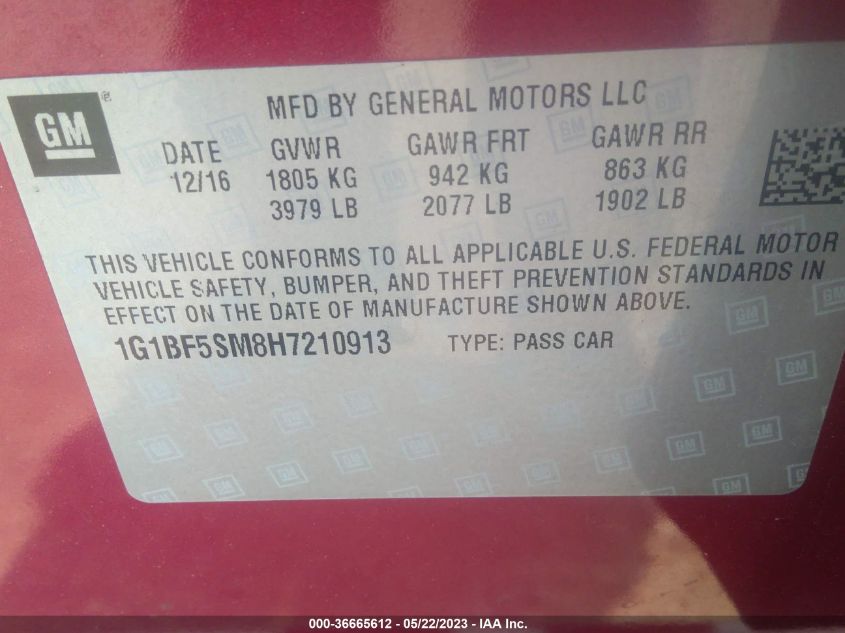 GM
MFD BY GENERAL MOTORS LLC
DATE GVWR GAWR FRT GAWR RR
12/16 1805 KG 942 KG 863 KG
3979 LB 2077 LB 1902 LB
THIS VEHICLE CONFORMS TO ALL APPLICABLE U.S. FEDERAL MOTOR
VEHICLE SAFETY, BUMPER, AND THEFT PREVENTION STANDARDS IN
EFFECT ON THE DATE OF MANUFACTURE SHOWN ABOVE.
1G1BF5SM8H7210913 TYPE: PASS CAR
000-36665612 - 05/22/2023 - IAA Inc.